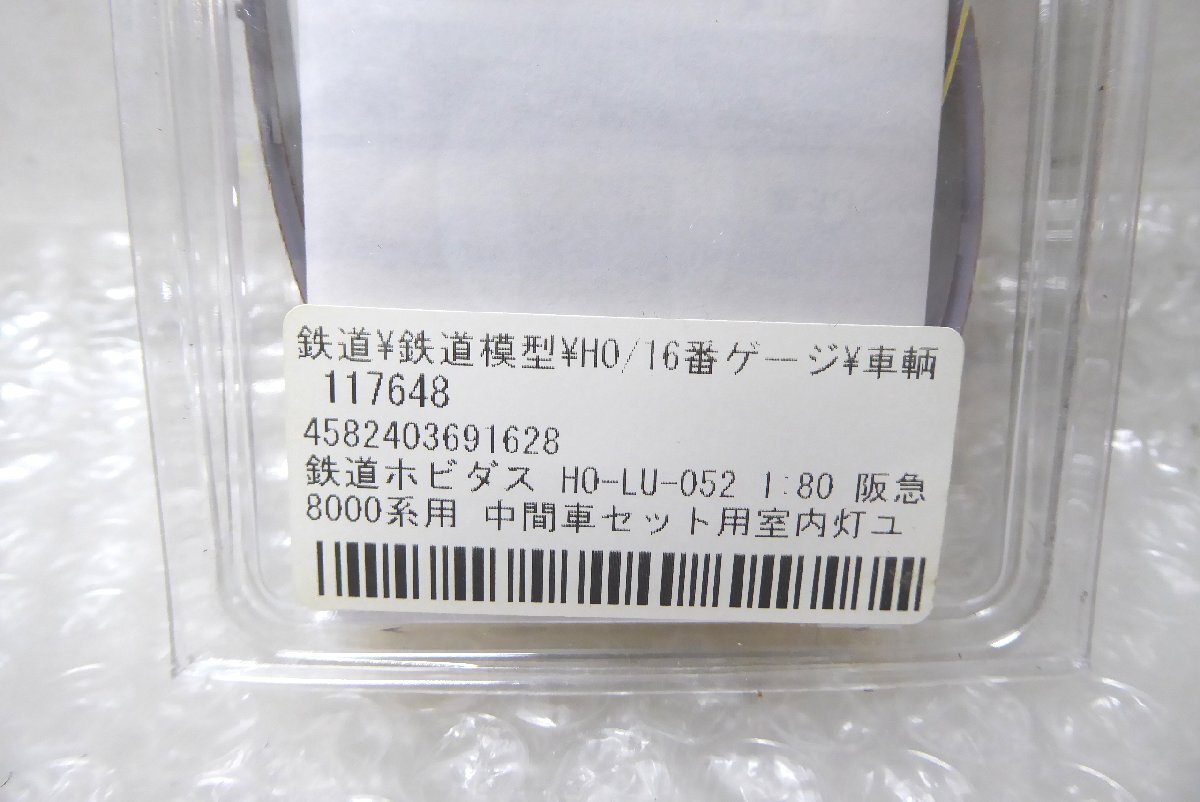 鉄道¥鉄道模型¥HO/16番ゲージ¥車輌
117648
4582403691628
鉄道ホビダス HO-LU-052 1:80 阪急
8000系用 中間車セット用室内灯ユ